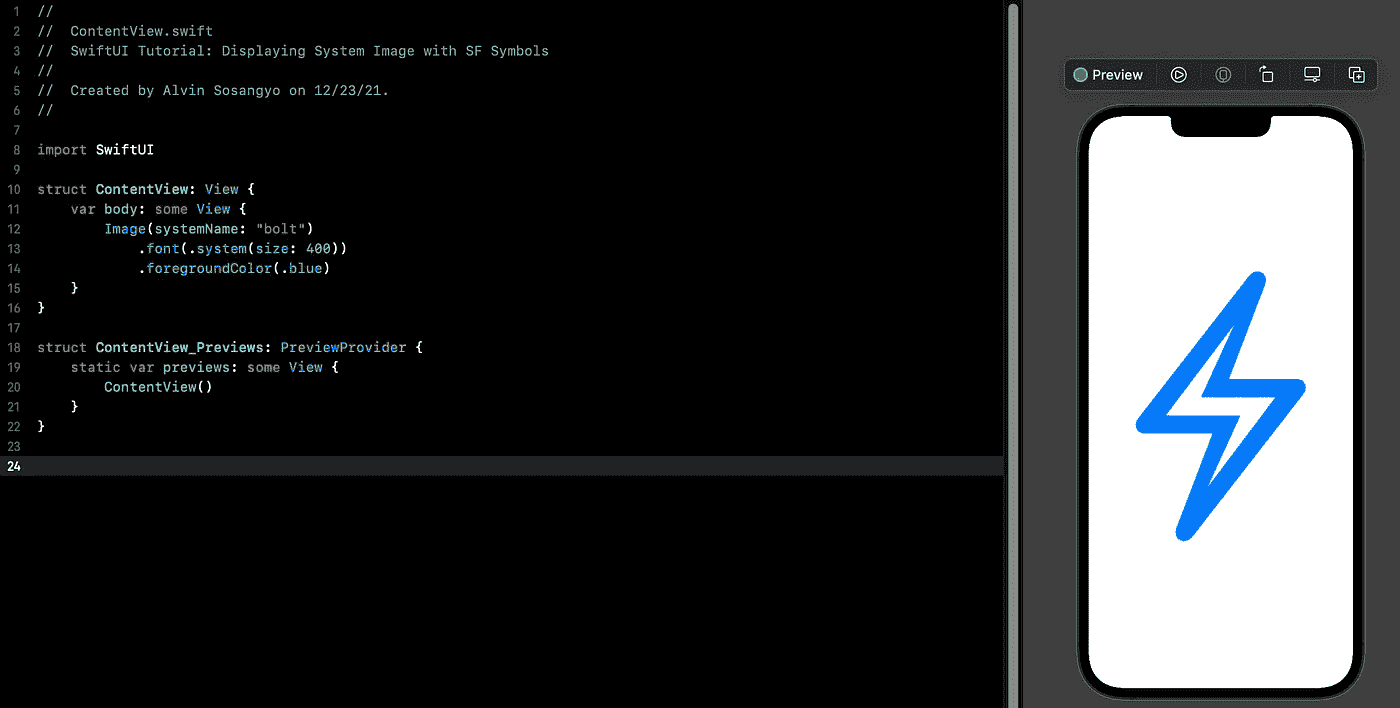 1 //
2 //  ContentView.swift
3 //  SwiftUI Tutorial: Displaying System Image with SF Symbols
4 //
5 //  Created by Alvin Sosangyo on 12/23/21.
6 //
7
8 import SwiftUI
9
10 struct ContentView: View {
11     var body: some View {
12         Image(systemName: "bolt")
13             .font(.system(size: 400))
14             .foregroundColor(.blue)
15     }
16 }
17
18 struct ContentView_Previews: PreviewProvider {
19     static var previews: some View {
20         ContentView()
21     }
22 }
23
24
Preview